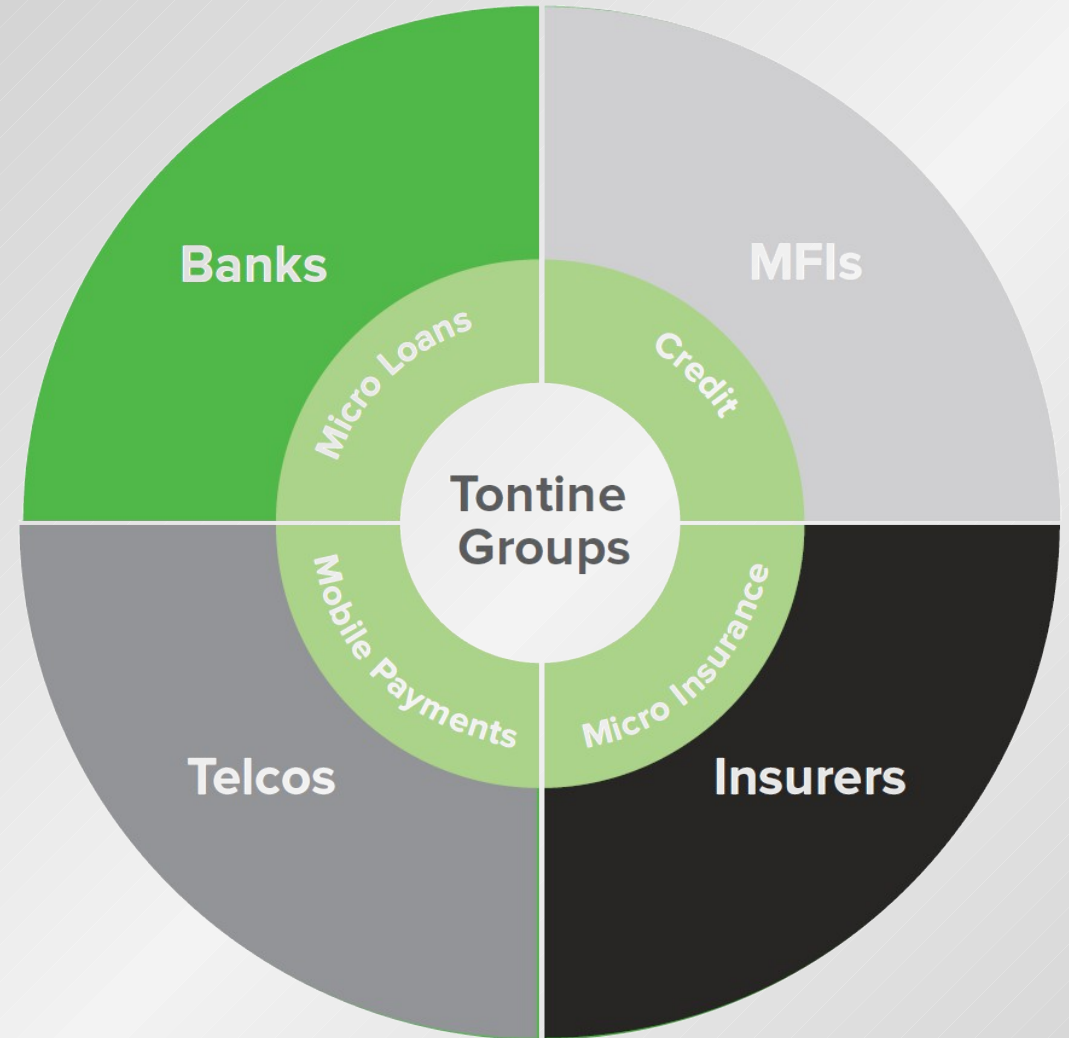 Banks
MFIs
Micro Loans
Credit
Tontine
Groups
Mobile Payments
Micro Insurance
Telcos
Insurers